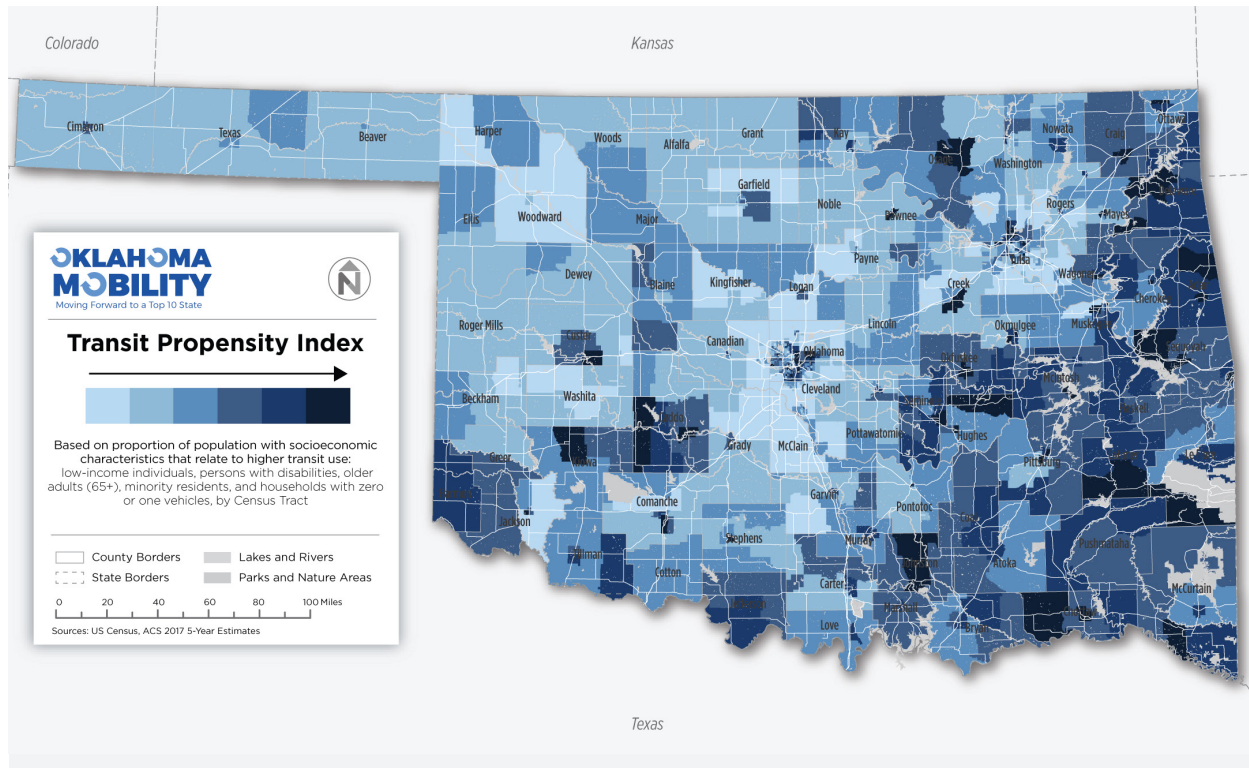 Colorado
Kansas
Cimarron
Texas
Beaver
Harper
Woods
Alfalfa
Grant
Kay
Nowata
Craig
Ottawa
Washington
Garfield
Noble
Pawnee
Rogers
Mayes
Ellis
Woodward
Major
OKLAHOMA
MOBILITY
Moving Forward to a Top 10 State
N
Dewey
Blaine
Kingfisher
Logan
Payne
Creek
Tulsa
Wagoner
Cherokee
Transit Propensity Index
Roger Mills
Custer
Canadian
Oklahoma
Lincoln
Okmulgee
Okfuskee
McIntosh
Beckham
Washita
Cleveland
Based on proportion of population with socioeconomic
characteristics that relate to higher transit use:
low-income individuals, persons with disabilities, older
adults (65+), minority residents, and households with zero
or one vehicles, by Census Tract
Caddo
Grady
McClain
Pottawatomie
Hughes
Pittsburg
Greer
Kiowa
Comanche
Jackson
Garvin
Pontotoc
Stephens
Murray
Tillman
Cotton
Carter
Atoka
Pushmataha
McCurtain
Marshall
Love
Bryan
County Borders
Lakes and Rivers
State Borders
Parks and Nature Areas
0 20 40 60 80 100 Miles
Sources: US Census, ACS 2017 5-Year Estimates
Texas